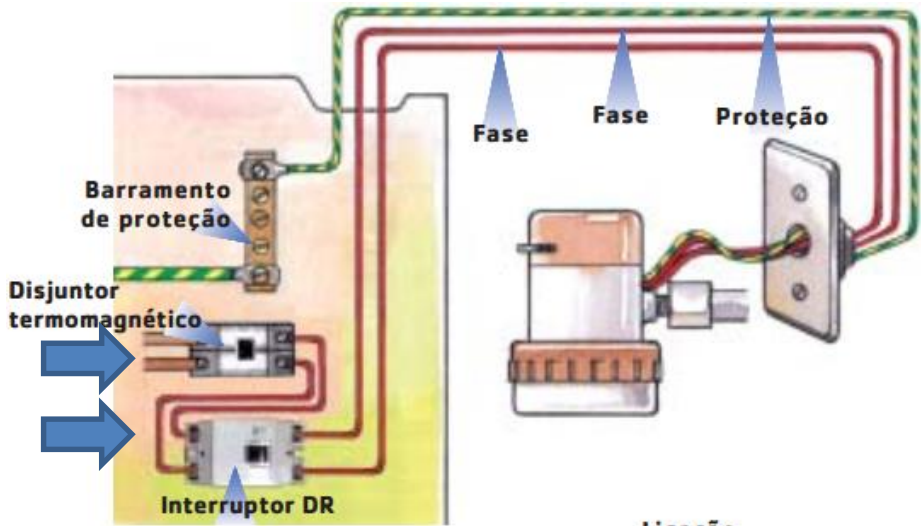 Fase
Fase
Proteção
Barramento
de proteção
Disjuntor
termomagnético
Interruptor DR